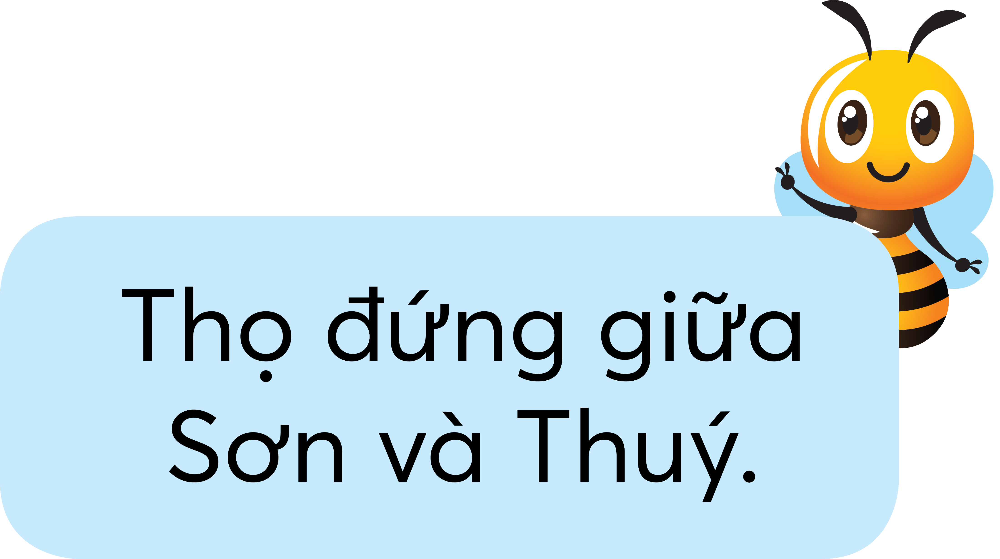 Thọ đứng giữa
Sơn và Thuý.